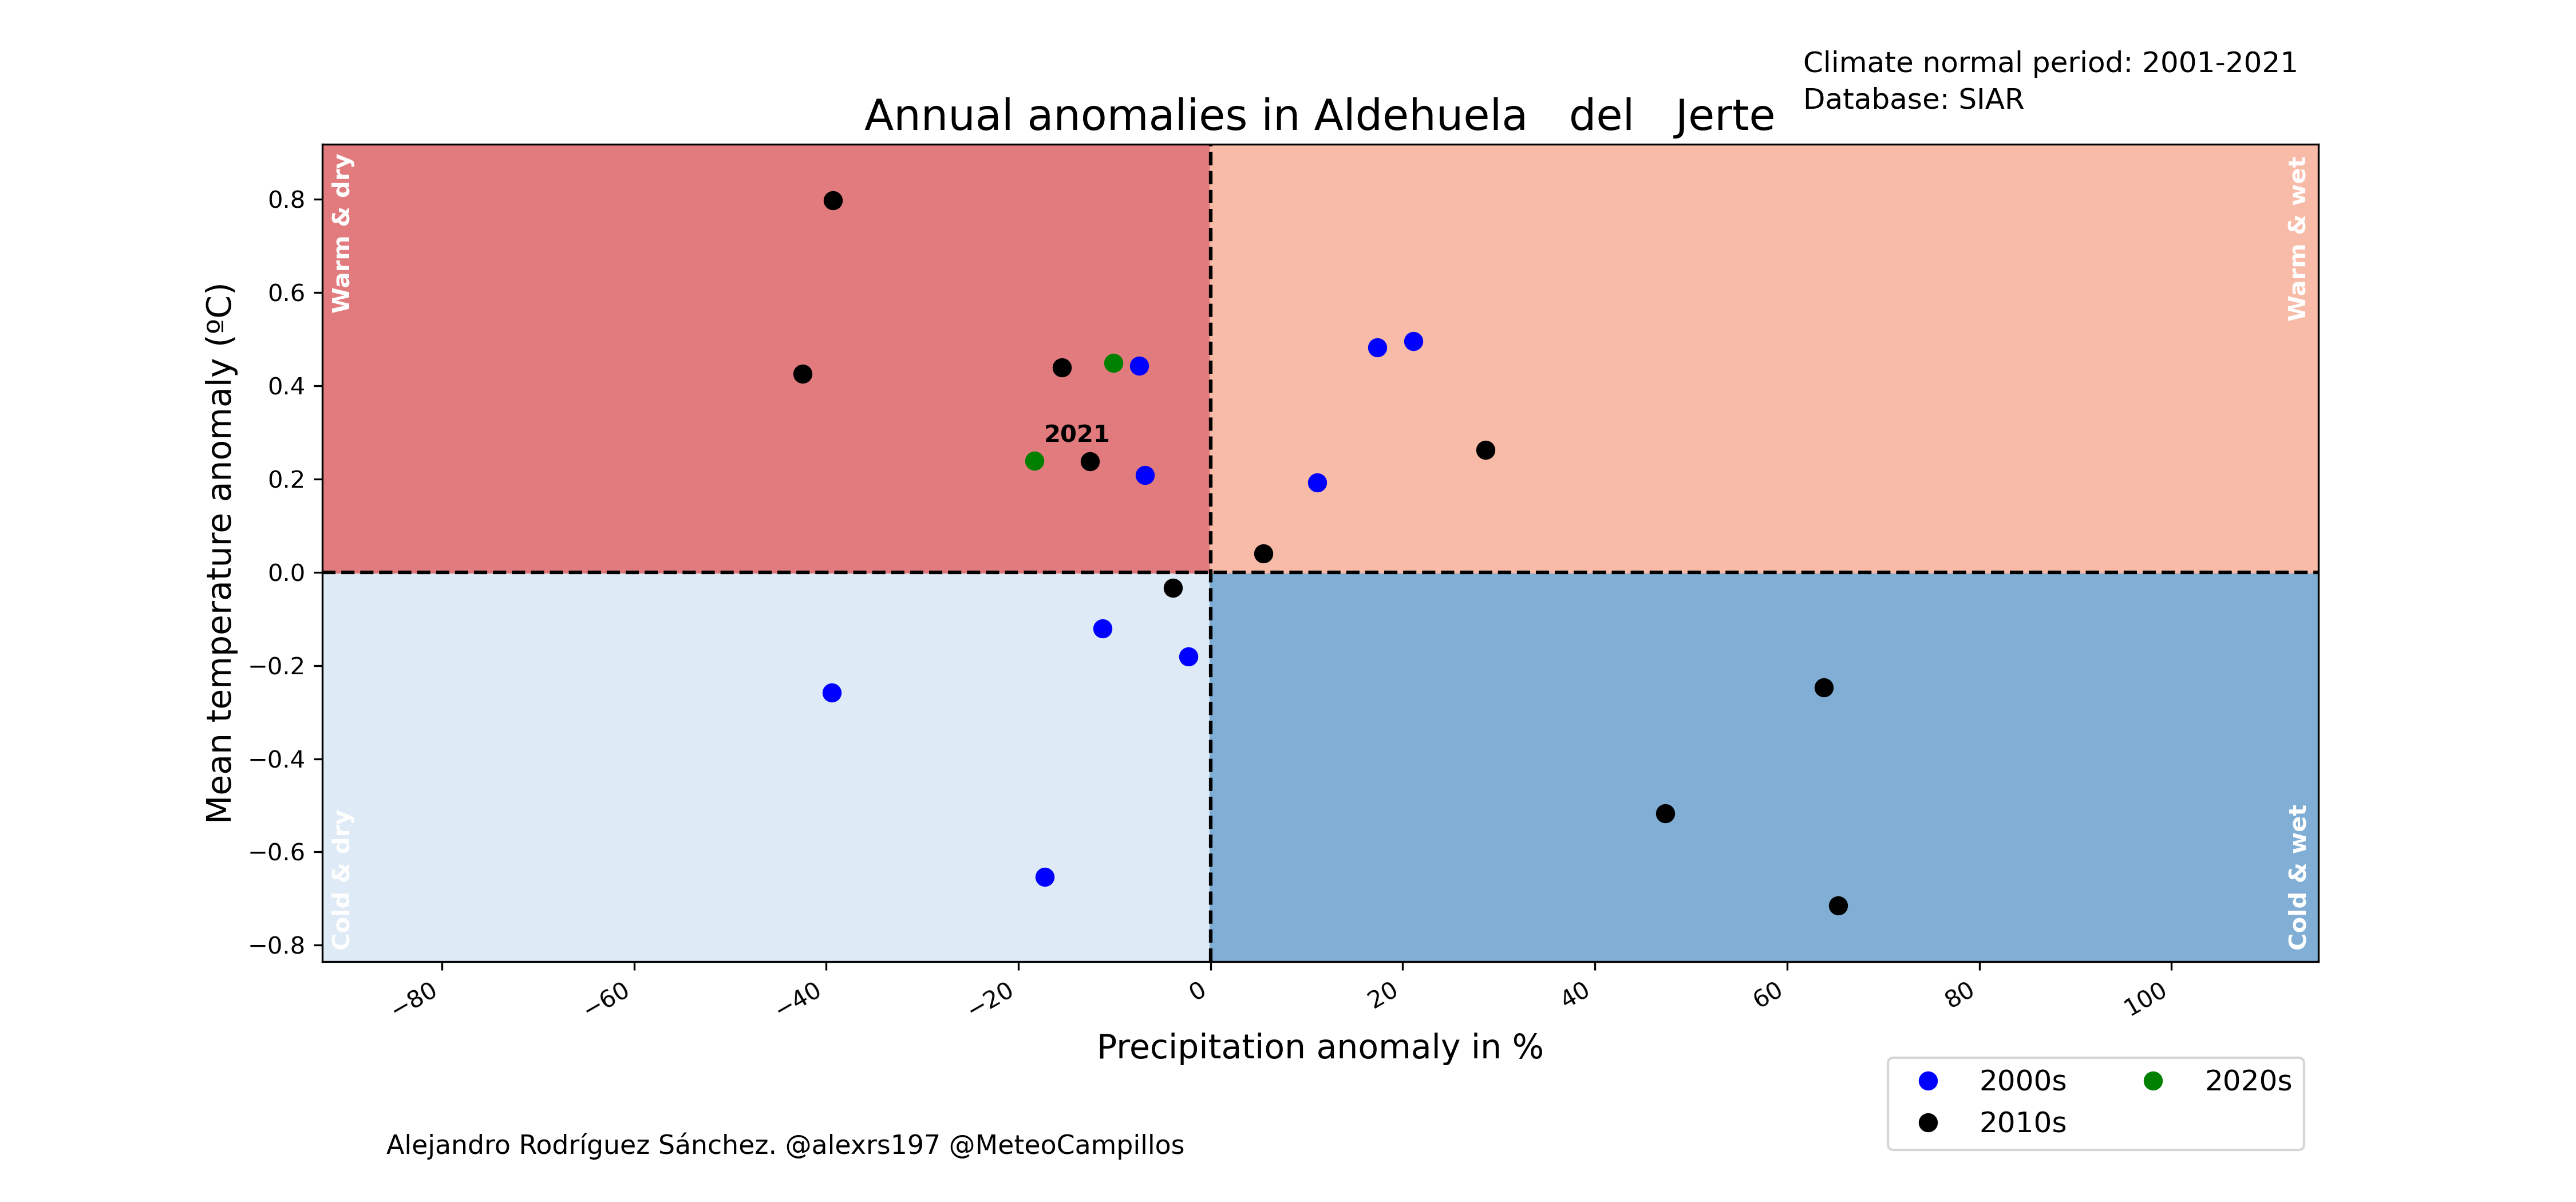 Climate normal period: 2001-2021
Database: SIAR
Annual anomalies in Aldehuela   del   Jerte
Warm & dry
Warm & wet
Cold & dry
Cold & wet
2021
Mean temperature anomaly (ºC)
0.8
0.6
0.4
0.2
0.0
−0.2
−0.4
−0.6
−0.8
−80
−60
−40
−20
0
20
40
60
80
100
Precipitation anomaly in %
2000s
2010s
2020s
Alejandro Rodríguez Sánchez. @alexrs197 @MeteoCampillos